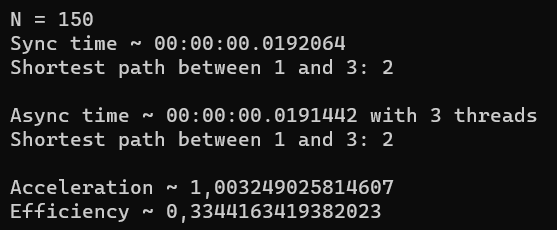 N = 150
Sync time ~ 00:00:00.0192064
Shortest path between 1 and 3: 2
Async time ~ 00:00:00.0191442 with 3 threads
Shortest path between 1 and 3: 2
Acceleration ~ 1,003249025814607
Efficiency ~ 0,3344163419382023